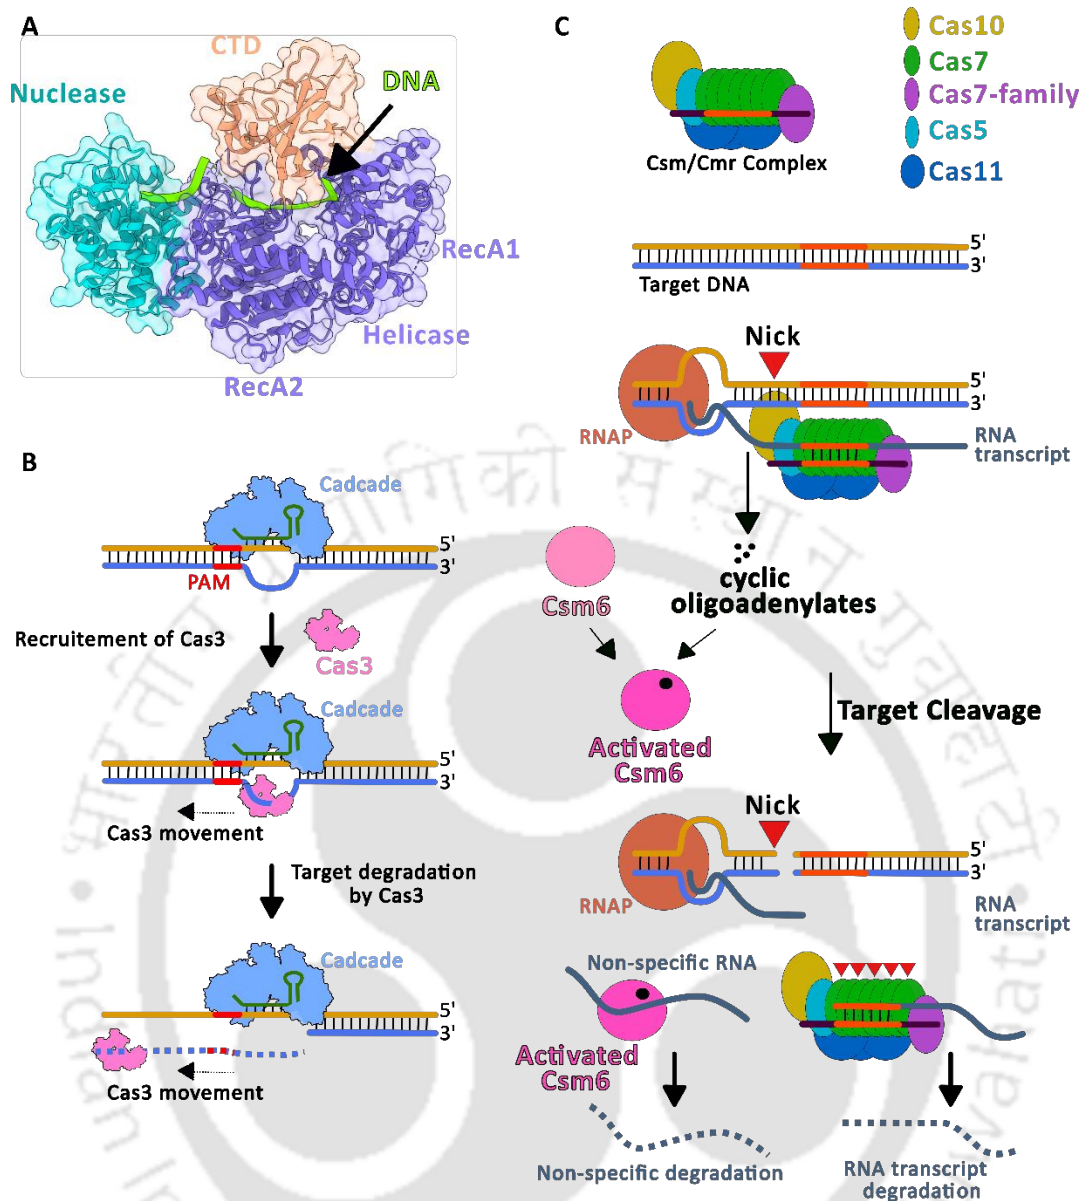 A
CTD
DNA
Nuclease
RecA1
Helicase
RecA2
B
Cadcade
5'
3'
PAM
Recruitement of Cas3
Cas3
Cadcade
5'
3'
Cas3 movement
Target degradation
by Cas3
Cadcade
5'
3'
Cas3 movement
C
Cas10
Cas7
Cas7-family
Cas5
Cas11
Csm/Cmr Complex
5'
3'
Target DNA
Nick
5'
3'
RNAP
RNA
transcript
Csm6
cyclic
oligoadenylates
Activated
Csm6
Target Cleavage
Nick
5'
3'
RNAP
RNA
transcript
Non-specific RNA
Activated
Csm6
Non-specific degradation
RNA transcript
degradation